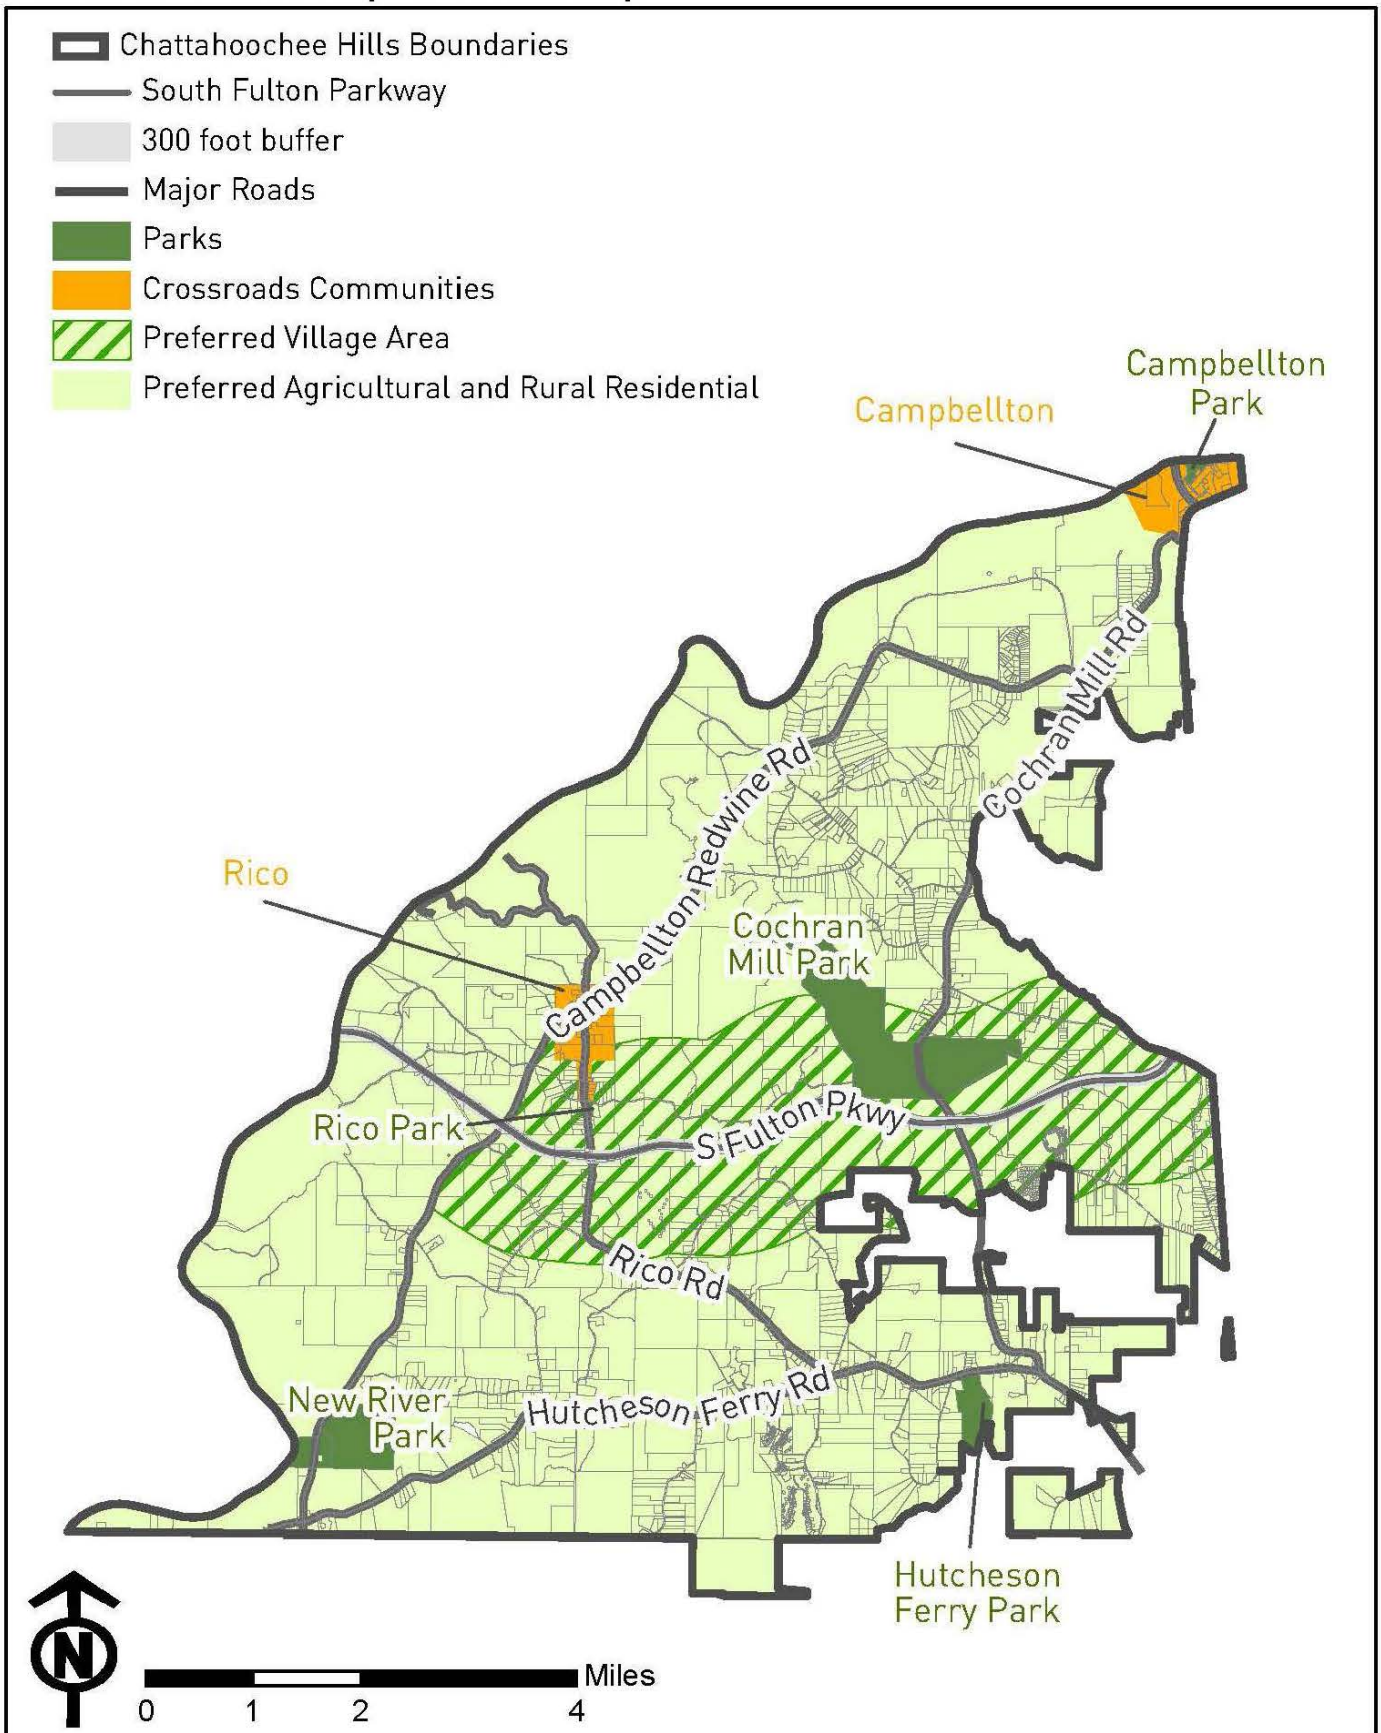 Chattahoochee Hills Boundaries
South Fulton Parkway
300 foot buffer
Major Roads
Parks
Crossroads Communities
Preferred Village Area
Preferred Agricultural and Rural Residential
Campbellton
Park
Campbellton
Cochran Mill Rd
Campbellton Redwine Rd
Rico
Cochran
Mill Park
Rico Park
S Fulton Pkwy
Rico Rd
New River
Park
Hutcheson Ferry Rd
Hutcheson
Ferry Park
N
Miles
0 1 2 4